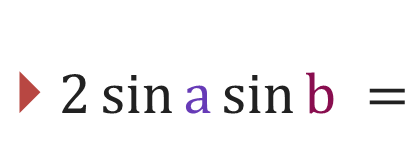 2 sin a sin b =